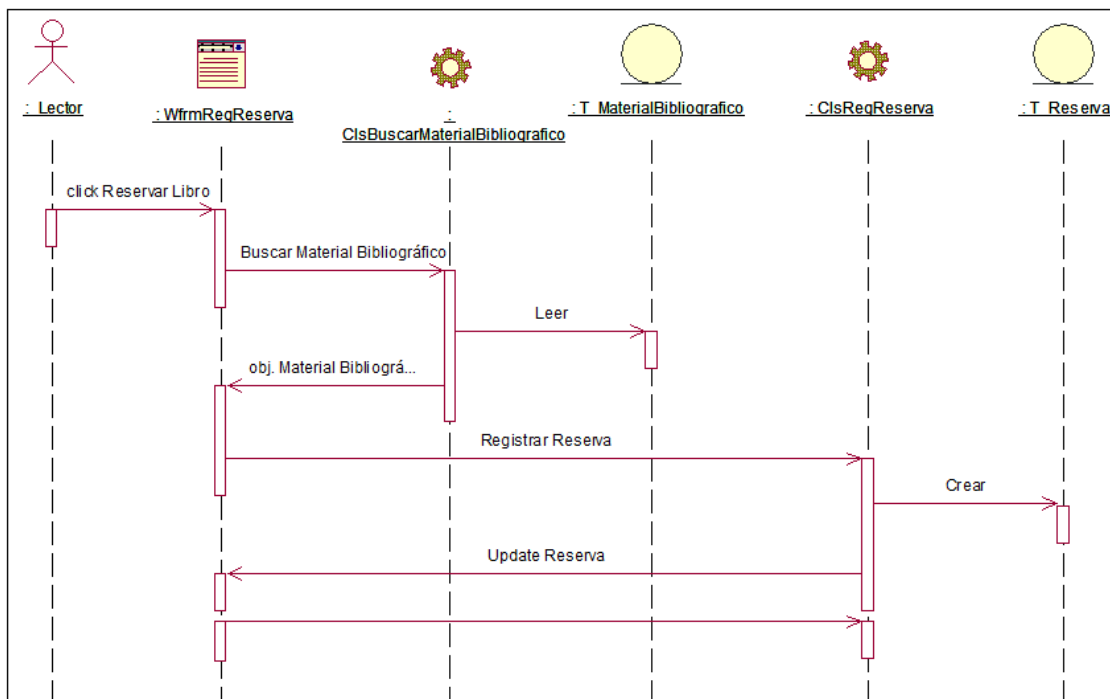 : Lector
: WfrmRegReserva
:
ClsBuscarMaterialBibliografico
: T_MaterialBibliografico
: ClsRegReserva
: T_Reserva
click Reservar Libro
Buscar Material Bibliográfico
Leer
obj. Material Bibliográ...
Registrar Reserva
Crear
Update Reserva